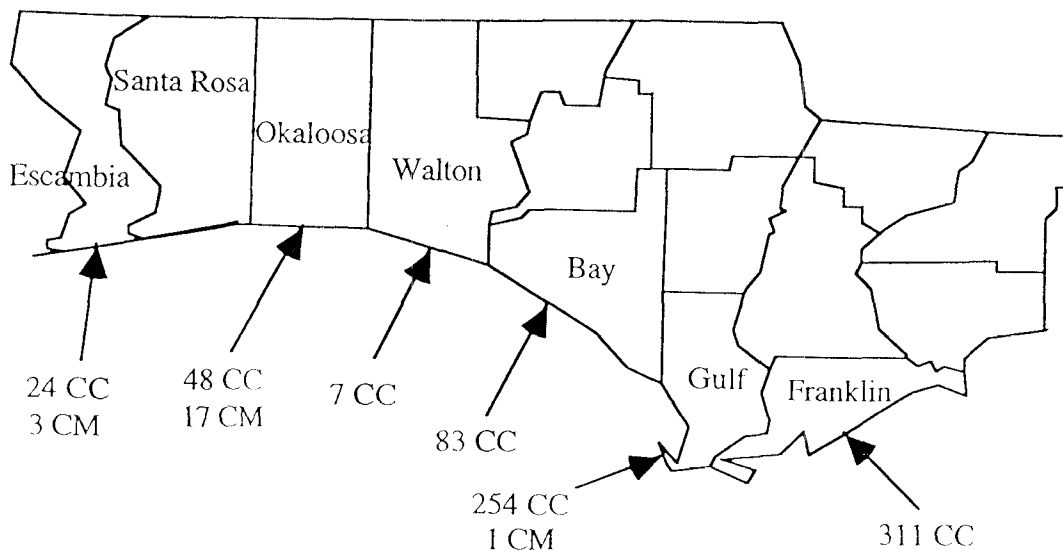 Santa Rosa
Okaloosa
Escambia
Walton
Bay
Gulf
Franklin
24 CC
3 CM
48 CC
17 CM
7 CC
83 CC
254 CC
1 CM
311 CC